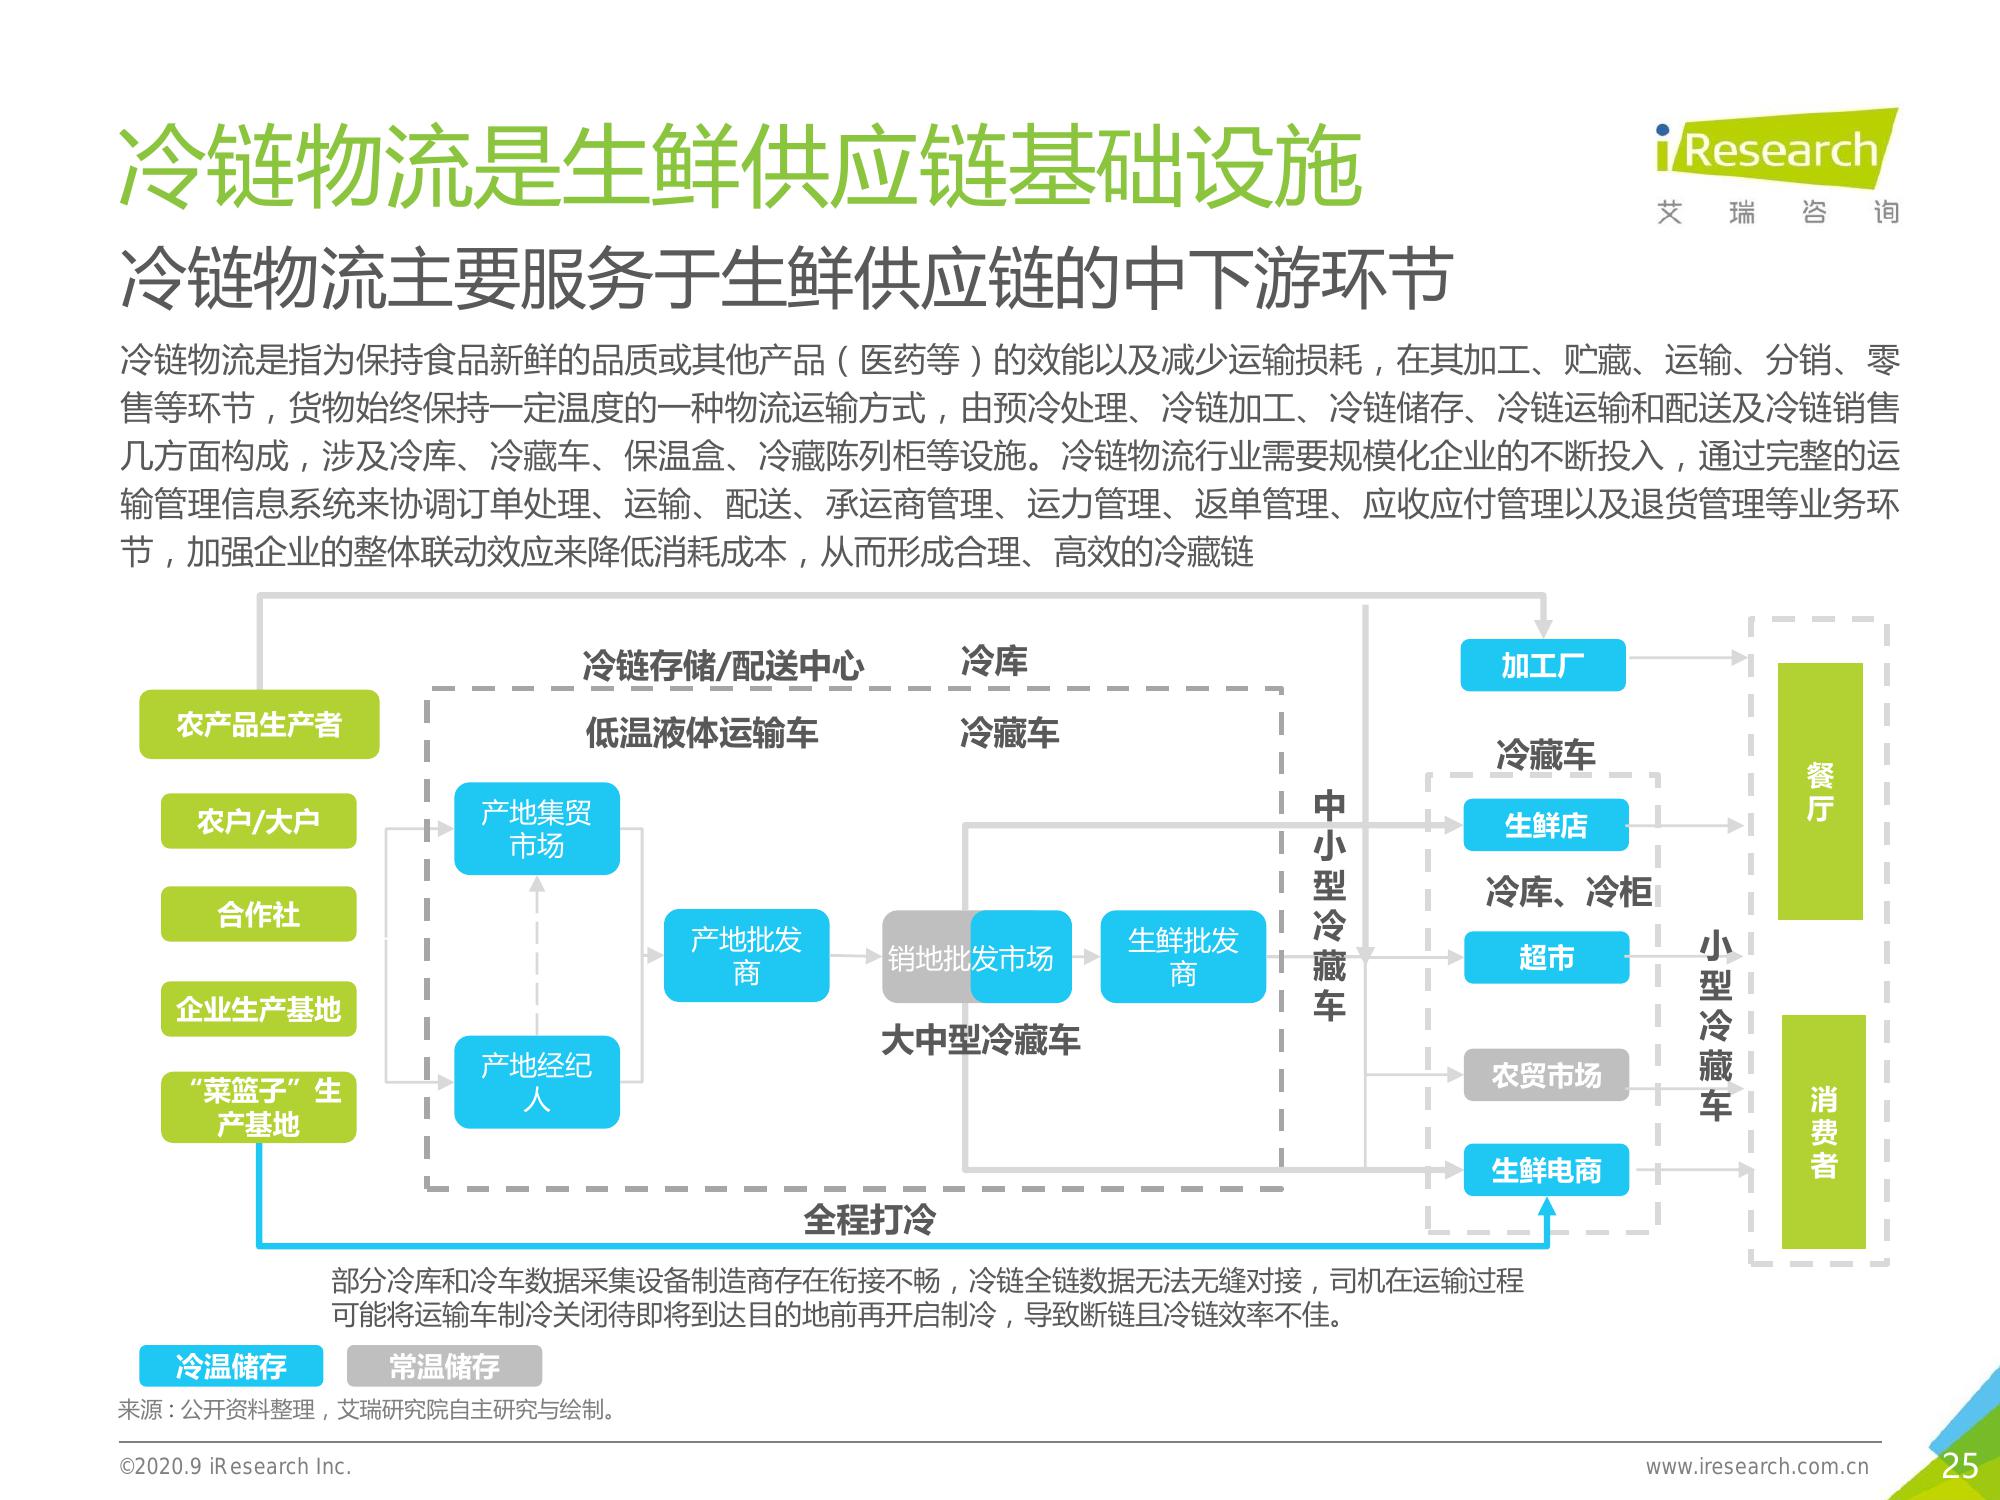 冷链物流是生鲜供应链基础设施
iResearch
艾瑞咨询
冷链物流主要服务于生鲜供应链的中下游环节
冷链物流是指为保持食品新鲜的品质或其他产品（医药等）的效能以及减少运输损耗，在其加工、贮藏、运输、分销、零
售等环节，货物始终保持一定温度的一种物流运输方式，由预冷处理、冷链加工、冷链储存、冷链运输和配送及冷链销售
几方面构成，涉及冷库、冷藏车、保温盒、冷藏陈列柜等设施。冷链物流行业需要规模化企业的不断投入，通过完整的运
输管理信息系统来协调订单处理、运输、配送、承运商管理、运力管理、返单管理、应收应付管理以及退货管理等业务环
节，加强企业的整体联动效应来降低消耗成本，从而形成合理、高效的冷藏链
农产品生产者
农户/大户
合作社
企业生产基地
“菜篮子”生
产基地
冷链存储/配送中心
冷库
低温液体运输车
冷藏车
产地集贸
市场
产地经纪
人
产地批发
商
销地批发市场
生鲜批发
商
大中型冷藏车
全程打冷
中小型冷藏车
加工厂
冷藏车
生鲜店
冷库、冷柜
超市
农贸市场
生鲜电商
小型冷藏车
餐厅
消费者
部分冷库和冷车数据采集设备制造商存在衔接不畅，冷链全链数据无法无缝对接，司机在运输过程
可能将运输车制冷关闭待即将到达目的地前再开启制冷，导致断链且冷链效率不佳。
冷温储存
常温储存
来源：公开资料整理，艾瑞研究院自主研究与绘制。
©2020.9 iResearch Inc.
www.iresearch.com.cn
25